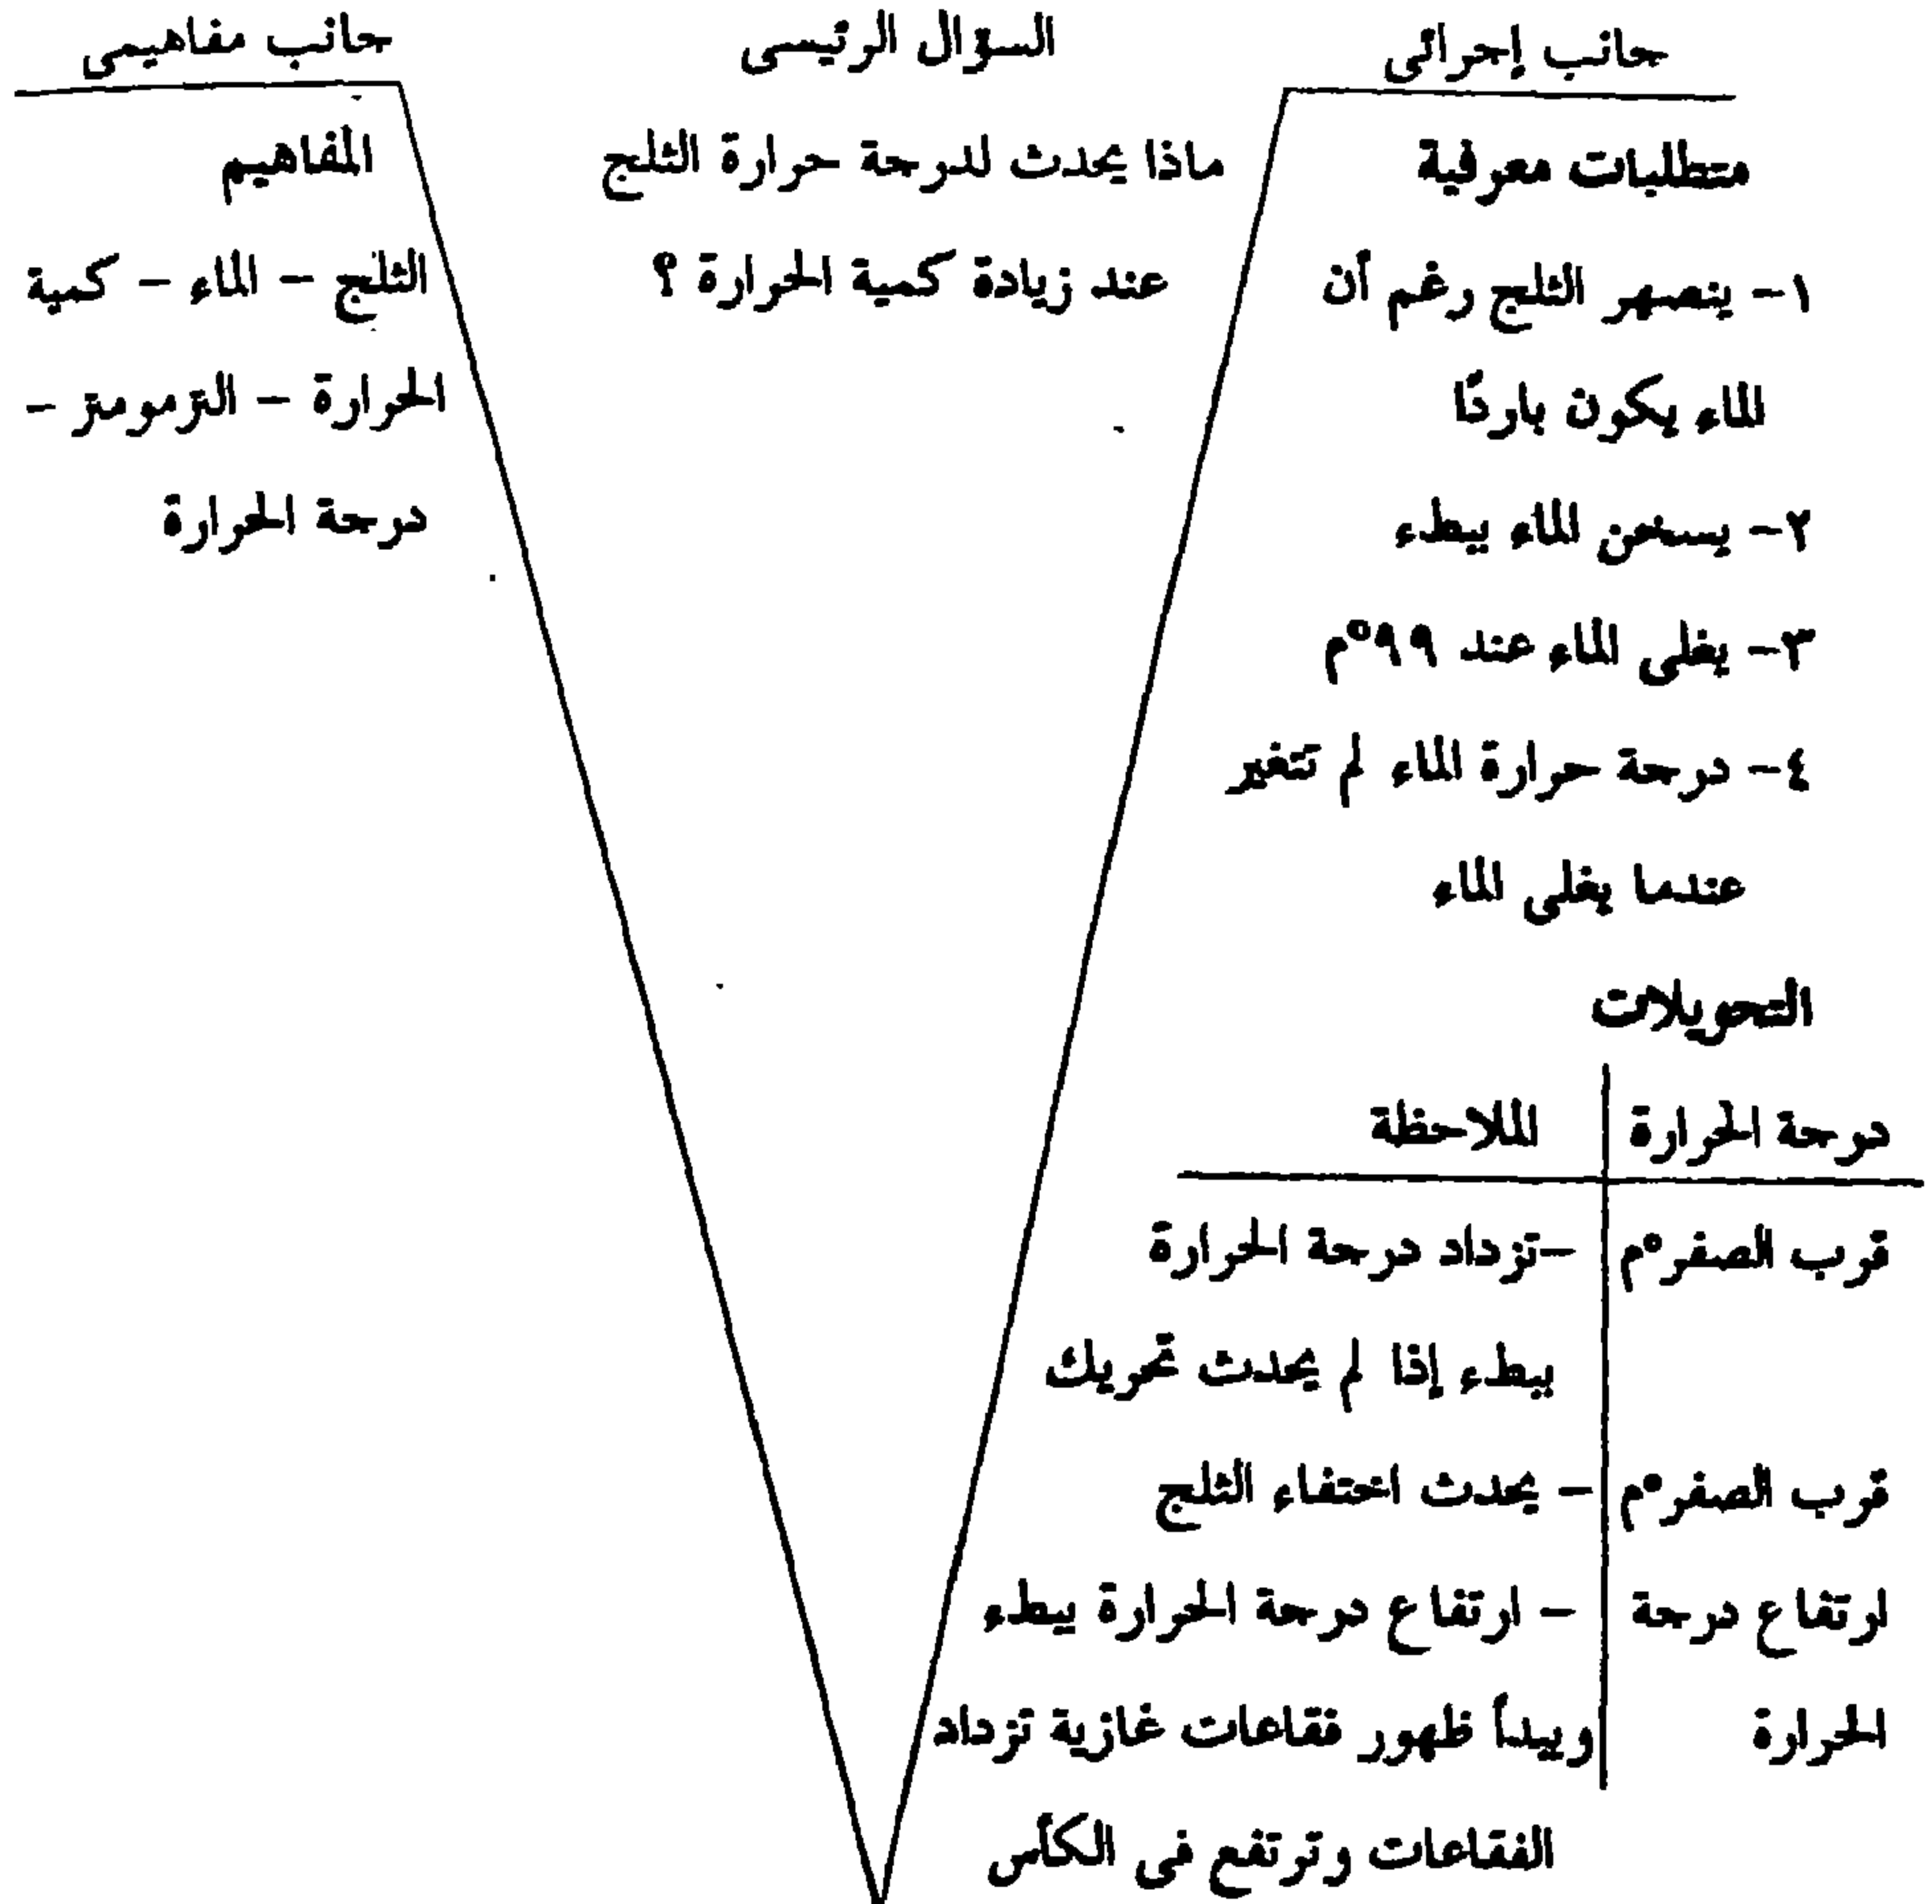 جانب إجرائى
متطلبات معرفية
١- ينصهر الثلج رغم أن
الماء يكون باردًا
٢- يسخن الماء ببطء
٣- يغلى الماء عند ٩٩°م
٤- درجة حرارة الماء لم تتغير
عندما يغلى الماء
التحويلات
درجة الحرارة الملاحظة
قرب الصفر°م -تزداد درجة الحرارة
ببطء إذا لم يحدث تحريك
قرب الصفر°م - يحدث اختفاء الثلج
ارتفاع درجة - ارتفاع درجة الحرارة ببطء
الحرارة ويبدأ ظهور فقاعات غازية تزداد
الفقاعات وترتفع فى الكأس
السؤال الرئيسى
ماذا يحدث لدرجة حرارة الثلج
عند زيادة كمية الحرارة ؟
جانب مفاهيمى
المفاهيم
الثلج - الماء - كمية
الحرارة - الترمومتر -
درجة الحرارة